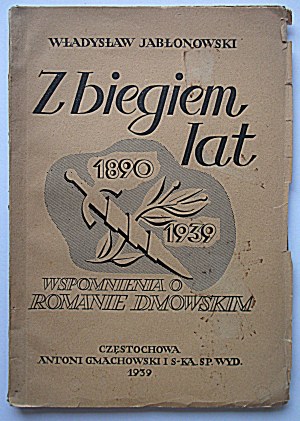 WŁADYSŁAW JABŁONOWSKI
Z biegiem
lat
1890
1939
WSPOMNIENIA O
ROMANIE DMOWSKIM
CZĘSTOCHOWA
ANTONI GMACHOWSKI I S-KA. SP. WYD.
1939